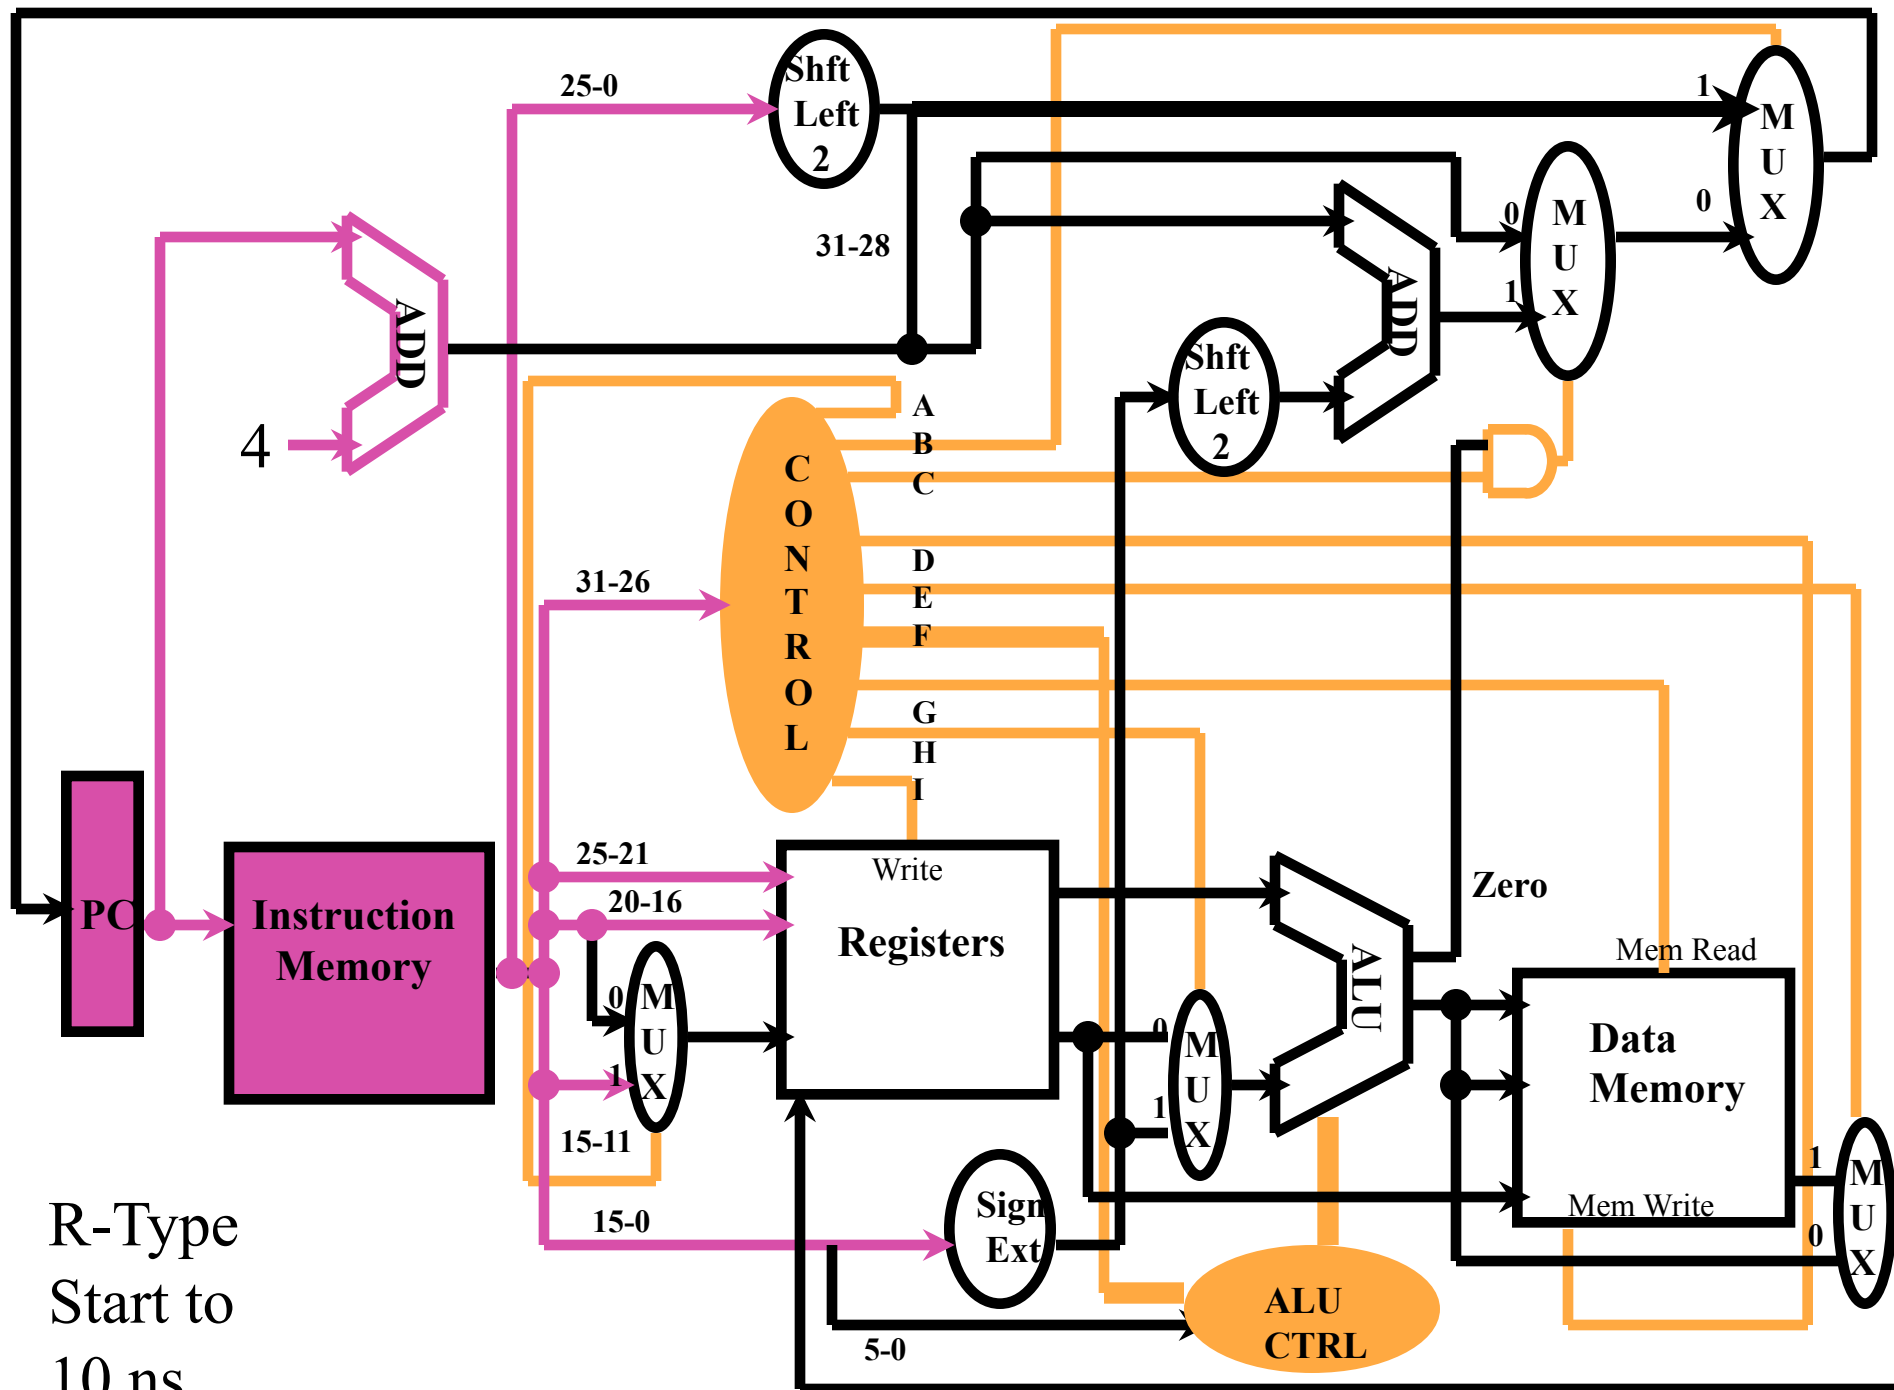 25-0
Shft
Left
2
1
M
U
X
0
31-28
ADD
4
ADD
0
1
M
U
X
Shft
Left
2
A
B
C
D
E
F
G
H
I
C
O
N
T
R
O
L
31-26
25-21
20-16
Write
Registers
PC
Instruction
Memory
0
1
M
U
X
15-11
15-0
Sign
Ext
5-0
0
1
M
U
X
ALU
Zero
Mem Read
Data
Memory
Mem Write
1
0
M
U
X
ALU
CTRL
R-Type
Start to
10 ns